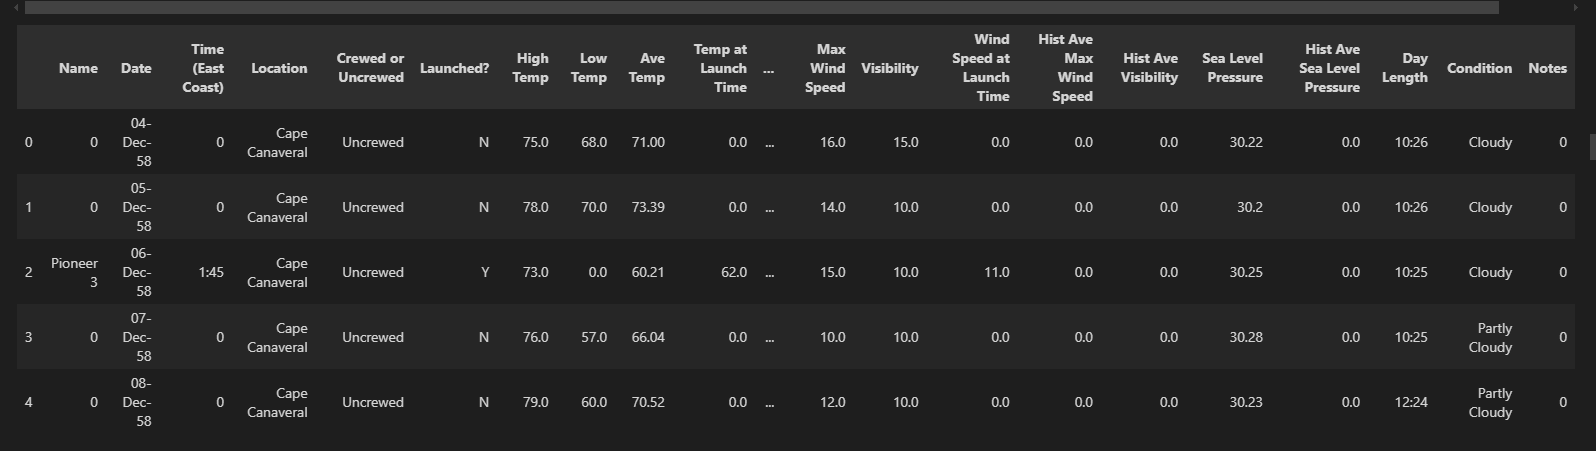 Name Date Time (East Coast) Location Crewed or Uncrewed Launched? High Temp Low Temp Ave Temp Temp at Launch Time ... Max Wind Speed Visibility Wind Speed at Launch Time Hist Ave Max Wind Speed Hist Ave Visibility Sea Level Pressure Hist Ave Sea Level Pressure Day Length Condition Notes
0 0 04-Dec-58 0 Cape Canaveral Uncrewed N 75.0 68.0 71.00 0.0 ... 16.0 15.0 0.0 0.0 0.0 30.22 0.0 10:26 Cloudy 0
1 0 05-Dec-58 0 Cape Canaveral Uncrewed N 78.0 70.0 73.39 0.0 ... 14.0 10.0 0.0 0.0 0.0 30.2 0.0 10:26 Cloudy 0
2 Pioneer 3 06-Dec-58 1:45 Cape Canaveral Uncrewed Y 73.0 0.0 60.21 62.0 ... 15.0 10.0 11.0 0.0 0.0 30.25 0.0 10:25 Cloudy 0
3 0 07-Dec-58 0 Cape Canaveral Uncrewed N 76.0 57.0 66.04 0.0 ... 10.0 10.0 0.0 0.0 0.0 30.28 0.0 10:25 Partly Cloudy 0
4 0 08-Dec-58 0 Cape Canaveral Uncrewed N 79.0 60.0 70.52 0.0 ... 12.0 10.0 0.0 0.0 0.0 30.23 0.0 12:24 Partly Cloudy 0